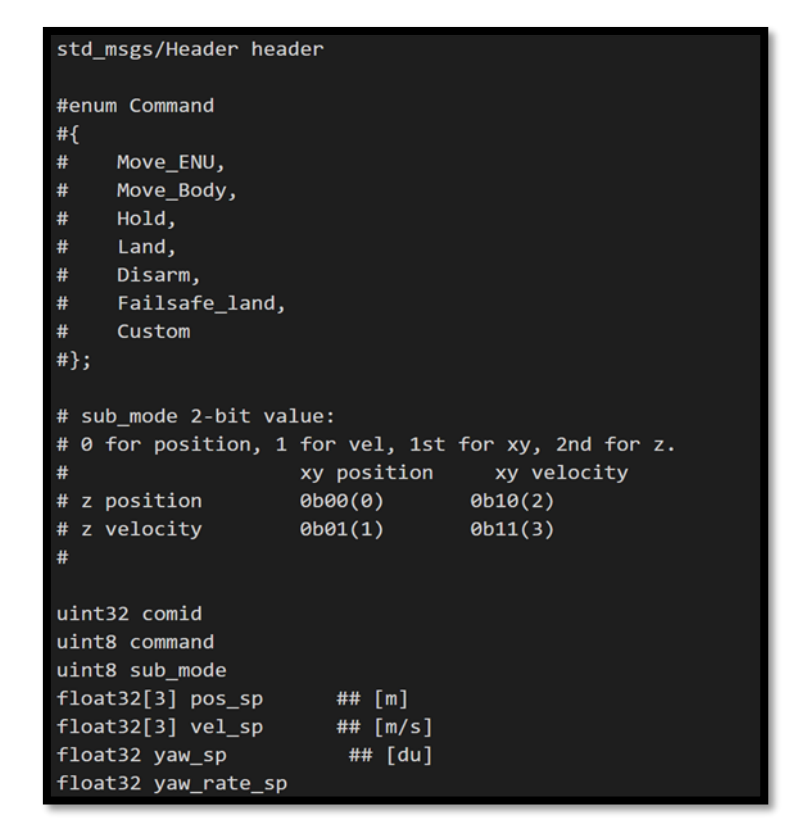 std_msgs/Header header
#enum Command
#{
#    Move_ENU,
#    Move_Body,
#    Hold,
#    Land,
#    Disarm,
#    Failsafe_land,
#    Custom
#};
# sub_mode 2-bit value:
# 0 for position, 1 for vel, 1st for xy, 2nd for z.
#                   xy position     xy velocity
# z position        0b00(0)       0b10(2)
# z velocity        0b01(1)       0b11(3)
#
uint32 comid
uint8 command
uint8 sub_mode
float32[3] pos_sp      ## [m]
float32[3] vel_sp      ## [m/s]
float32 yaw_sp          ## [du]
float32 yaw_rate_sp